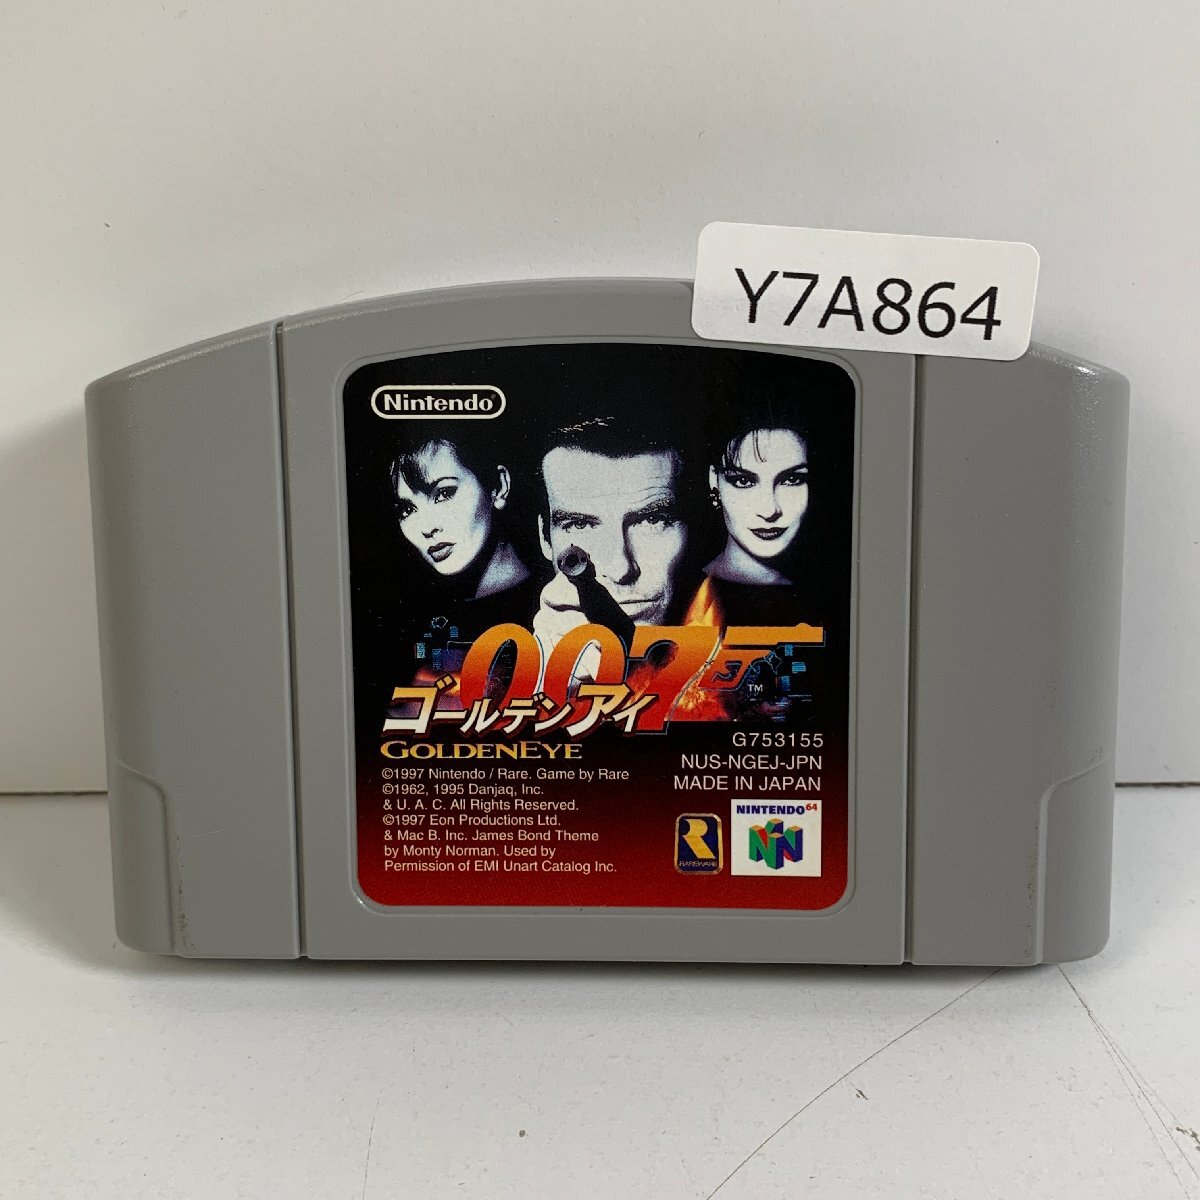 Y7A864
Nintendo
007
TM
ゴールデンアイ
GOLDENEYE
G753155
NUS-NGEJ-JPN
MADE IN JAPAN
©1997 Nintendo / Rare. Game by Rare
©1962, 1995 Danjaq, Inc.
& U. A. C. All Rights Reserved.
©1997 Eon Productions Ltd.
& Mac B. Inc. James Bond Theme
by Monty Norman. Used by
Permission of EMI Unart Catalog Inc.
R
RAREWARE
NINTENDO64